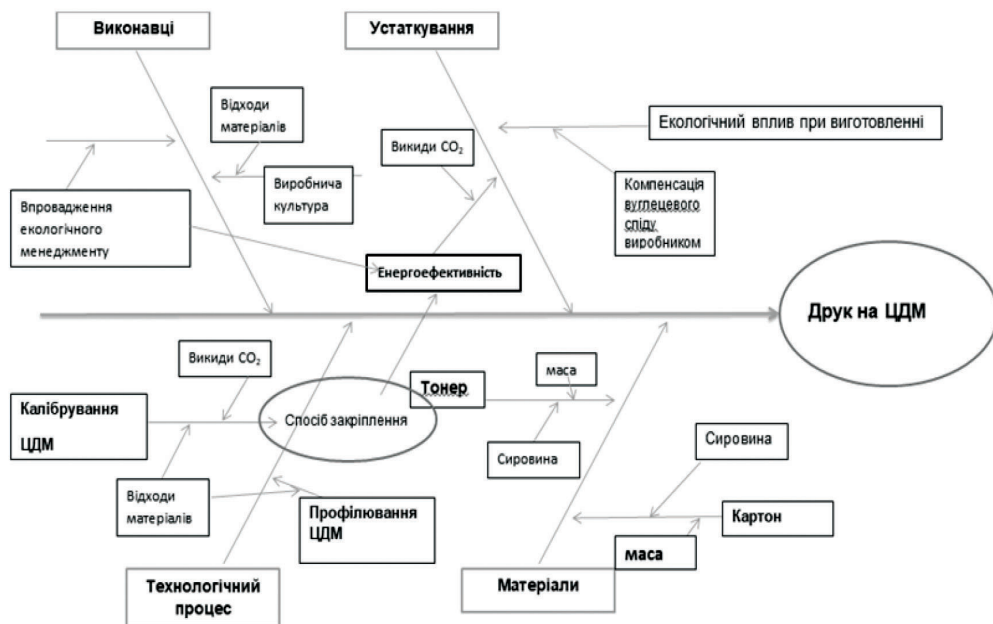 Виконавці
Устаткування
Відходи
матеріалів
Викиди CO₂
Екологічний вплив при виготовленні
Виробнича
культура
Компенсація
вуглецевого
сліду
виробником
Впровадження
екологічного
менеджменту
Енергоефективність
Друк на ЦДМ
Викиди CO₂
маса
Тонер
Калібрування
ЦДМ
Спосіб закріплення
Сировина
Сировина
Відходи
матеріалів
Профілювання
ЦДМ
Картон
маса
Технологічний
процес
Матеріали